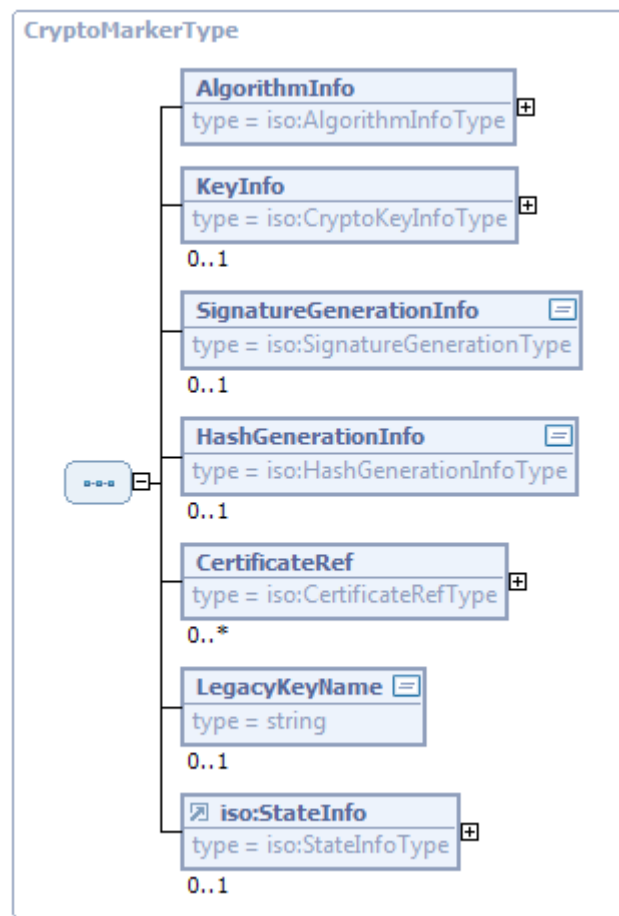 CryptoMarkerType
AlgorithmInfo
type = iso:AlgorithmInfoType
KeyInfo
type = iso:CryptoKeyInfoType
0..1
SignatureGenerationInfo
type = iso:SignatureGenerationType
0..1
HashGenerationInfo
type = iso:HashGenerationInfoType
0..1
CertificateRef
type = iso:CertificateRefType
0..*
LegacyKeyName
type = string
0..1
iso:StateInfo
type = iso:StateInfoType
0..1